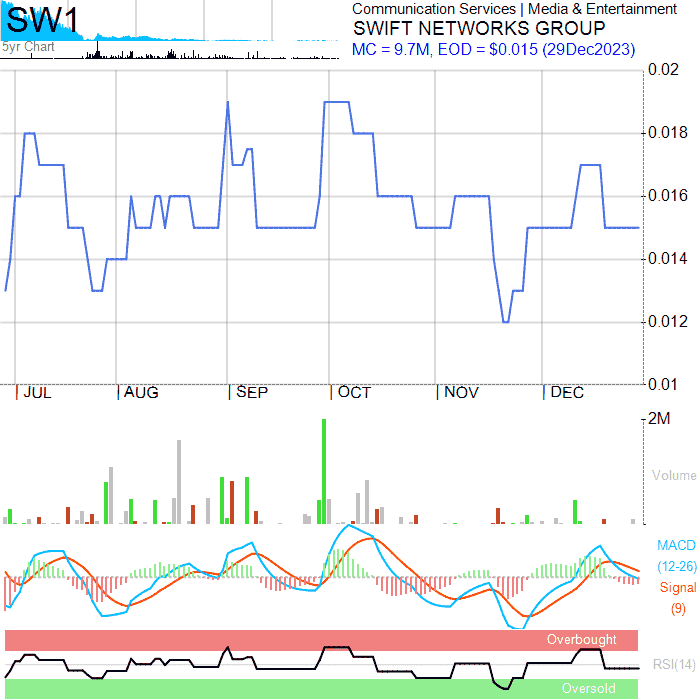 SW1
Communication Services | Media & Entertainment
SWIFT NETWORKS GROUP
MC = 9.7M, EOD = $0.015 (29Dec2023)
5yr Chart
0.02
0.018
0.016
0.014
0.012
0.01
JUL
AUG
SEP
OCT
NOV
DEC
2M
Volume
MACD
(12-26)
Signal
(9)
Overbought
RSI(14)
Oversold